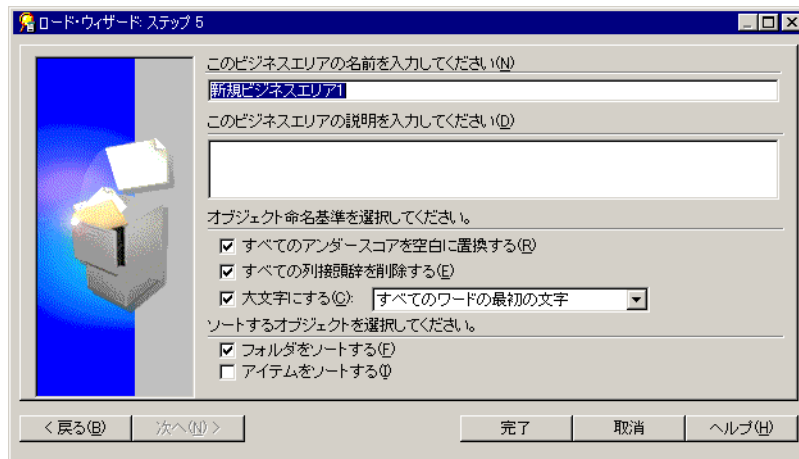 ロード・ウィザード: ステップ 5
このビジネスエリアの名前を入力してください(N)
新規ビジネスエリア1
このビジネスエリアの説明を入力してください(D)
オブジェクト命名基準を選択してください。
すべてのアンダースコアを空白に置換する(R)
すべての列接頭辞を削除する(E)
大文字にする(C): すべてのワードの最初の文字
ソートするオブジェクトを選択してください。
フォルダをソートする(F)
アイテムをソートする(I)
< 戻る(B) 次へ(N) > 完了 取消 ヘルプ(H)